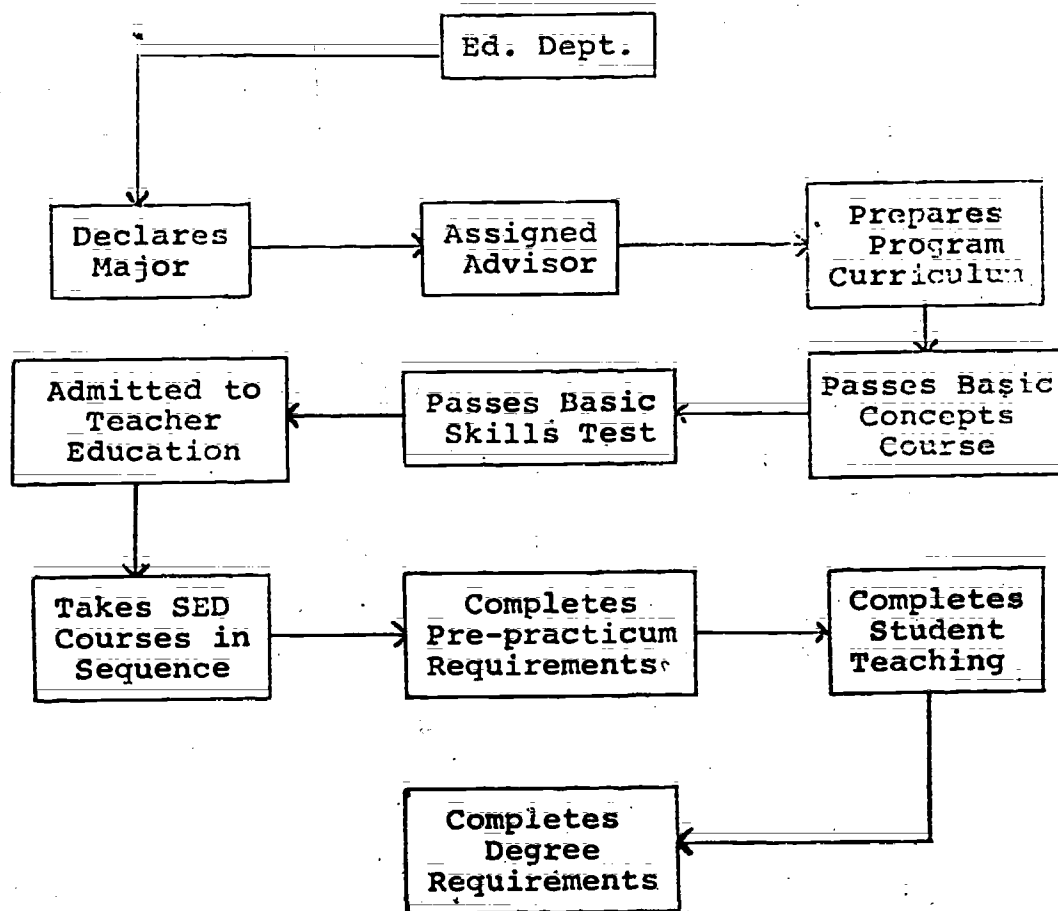 Ed. Dept.
Declares
Major
Assigned
Advisor
Prepares
Program
Curriculum
Passes Basic
Concepts
Course
Passes Basic
Skills Test
Admitted to
Teacher
Education
Takes SED
Courses in
Sequence
Completes
Pre-practicum
Requirements
Completes
Student
Teaching
Completes
Degree
Requirements